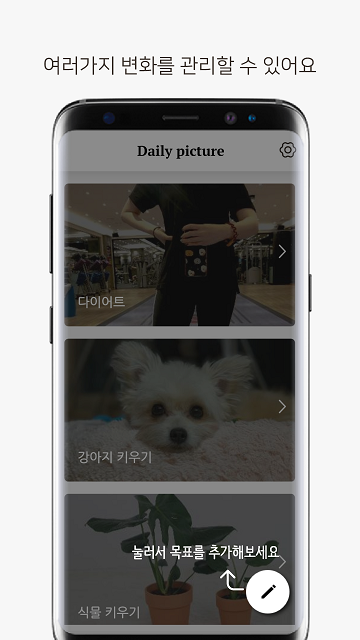 여러가지 변화를 관리할 수 있어요
Daily picture
다이어트
강아지 키우기
눌러서 목표를 추가해보세요
식물 키우기